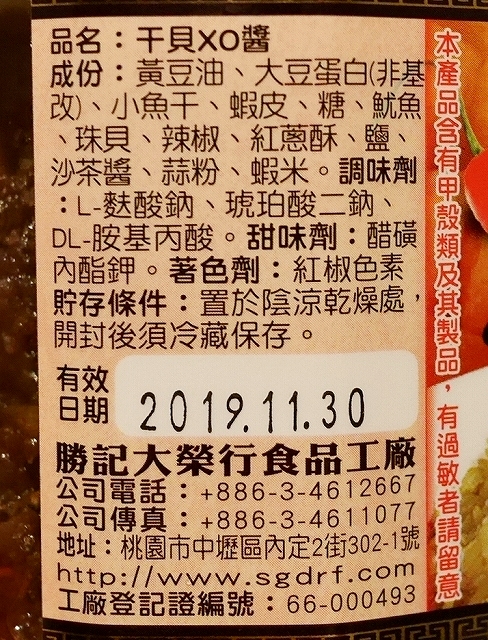 品名：干貝XO醬
成份：黃豆油、大豆蛋白(非基
改)、小魚干、蝦皮、糖、魷魚
、珠貝、辣椒、紅蔥酥、鹽、
沙茶醬、蒜粉、蝦米。調味劑
：L-麩酸鈉、琥珀酸二鈉、
DL-胺基丙酸。甜味劑：醋磺
內酯鉀。著色劑：紅椒色素
貯存條件：置於陰涼乾燥處，
開封後須冷藏保存。
有效
日期
2019.11.30
勝記大榮行食品工廠
公司電話：+886-3-4612667
公司傳真：+886-3-4611077
地址：桃園市中壢區內定2街302-1號
http://www.sgdrf.com
工廠登記證編號：66-000493
本產品含有甲殼類及其製品，有過敏者請留意